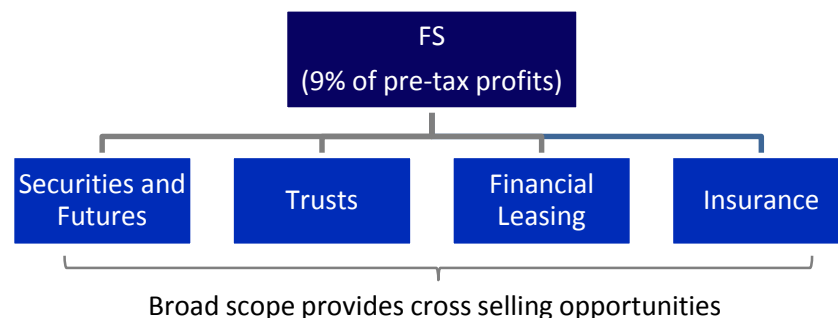 FS
(9% of pre-tax profits)
Securities and
Futures
Trusts
Financial
Leasing
Insurance
Broad scope provides cross selling opportunities